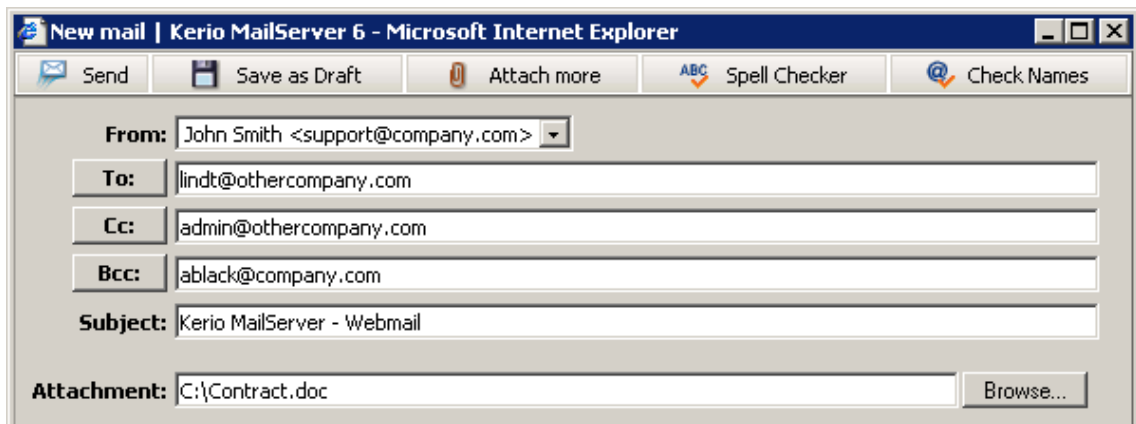 New mail | Kerio MailServer 6 - Microsoft Internet Explorer
Send Save as Draft Attach more ABC Spell Checker @ Check Names
From: John Smith <support@company.com>
To: lindt@othercompany.com
Cc: admin@othercompany.com
Bcc: ablack@company.com
Subject: Kerio MailServer - Webmail
Attachment: C:\Contract.doc Browse...